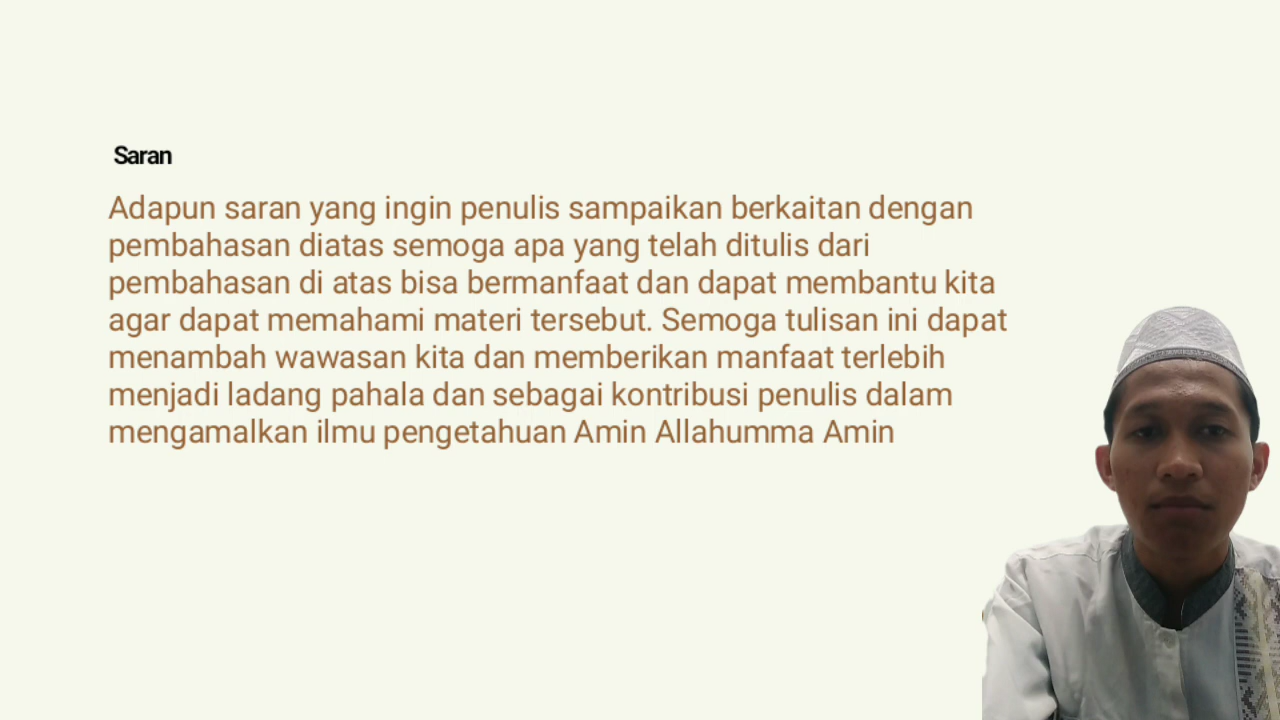 Saran
Adapun saran yang ingin penulis sampaikan berkaitan dengan
pembahasan diatas semoga apa yang telah ditulis dari
pembahasan di atas bisa bermanfaat dan dapat membantu kita
agar dapat memahami materi tersebut. Semoga tulisan ini dapat
menambah wawasan kita dan memberikan manfaat terlebih
menjadi ladang pahala dan sebagai kontribusi penulis dalam
mengamalkan ilmu pengetahuan Amin Allahumma Amin